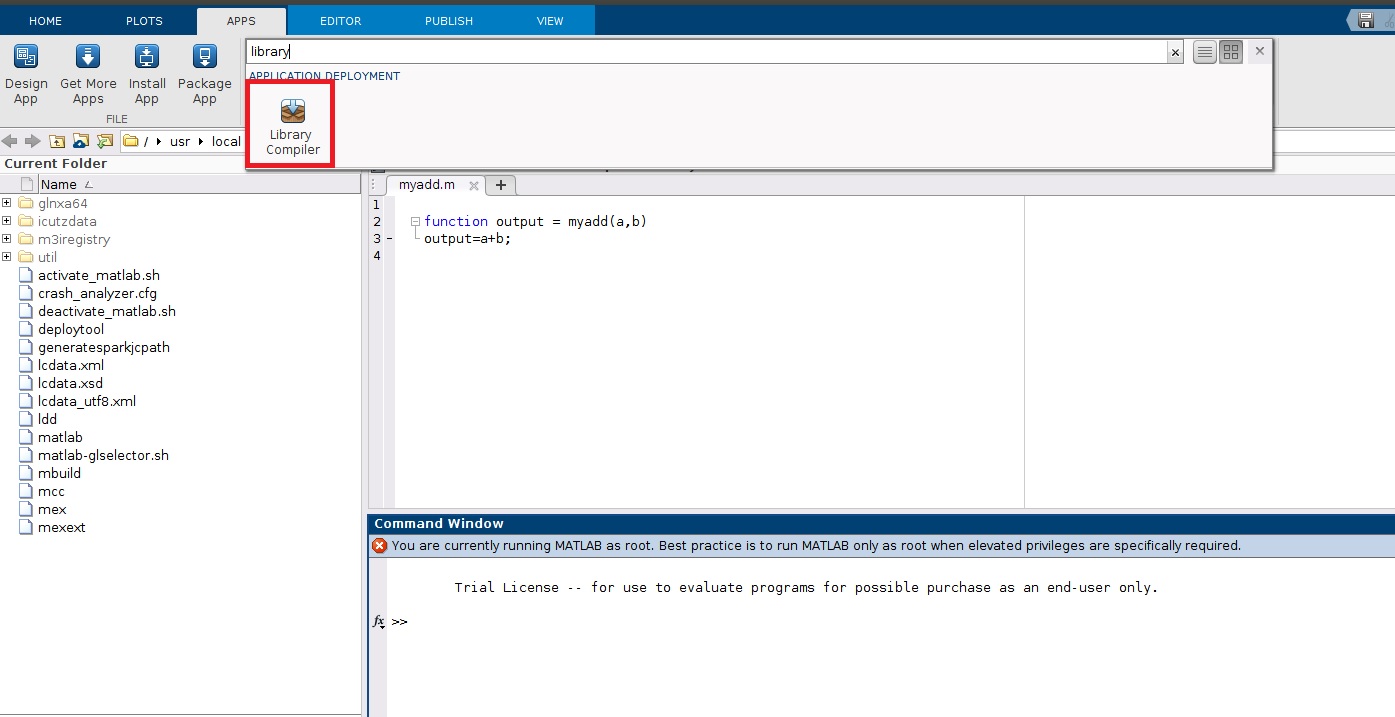 HOME PLOTS APPS EDITOR PUBLISH VIEW
library
APPLICATION DEPLOYMENT
Design
App
Get More
Apps
Install
App
Package
App
FILE
Library
Compiler
/ usr local
Current Folder
Name
glnxa64
icutzdata
m3iregistry
util
activate_matlab.sh
crash_analyzer.cfg
deactivate_matlab.sh
deploytool
generatesparkjcpath
lcdata.xml
lcdata.xsd
lcdata_utf8.xml
ldd
matlab
matlab-glselector.sh
mbuild
mcc
mex
mexext
myadd.m
1
2 function output = myadd(a,b)
3 - output=a+b;
4
Command Window
You are currently running MATLAB as root. Best practice is to run MATLAB only as root when elevated privileges are specifically required.
Trial License -- for use to evaluate programs for possible purchase as an end-user only.
fx >>